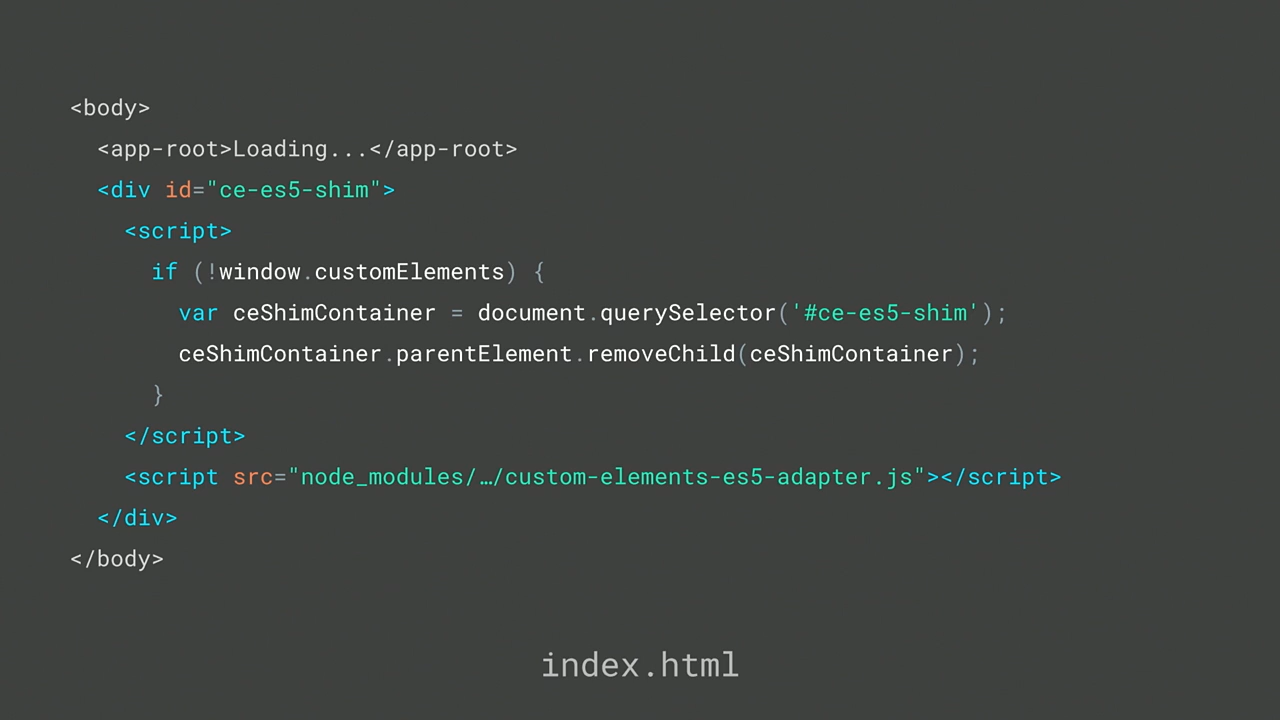 <body>
<app-root>Loading...</app-root>
<div id="ce-es5-shim">
<script>
if (!window.customElements) {
var ceShimContainer = document.querySelector('#ce-es5-shim');
ceShimContainer.parentElement.removeChild(ceShimContainer);
}
</script>
<script src="node_modules/…/custom-elements-es5-adapter.js"></script>
</div>
</body>
index.html